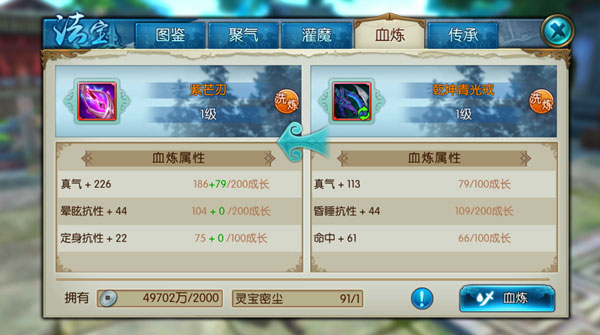 法宝 图鉴 聚气 灌魔 血炼 传承
紫芒刃 洗炼
1级
血炼属性
真气 + 226 186+79/200成长
晕眩抗性 + 44 104 + 0 /200成长
定身抗性 + 22 75 + 0 /100成长
乾坤青光戒 洗炼
1级
血炼属性
真气 + 113 79/100成长
昏睡抗性 + 44 109/200成长
命中 + 61 66/100成长
拥有 49702万/2000 灵宝密尘 91/1 血炼